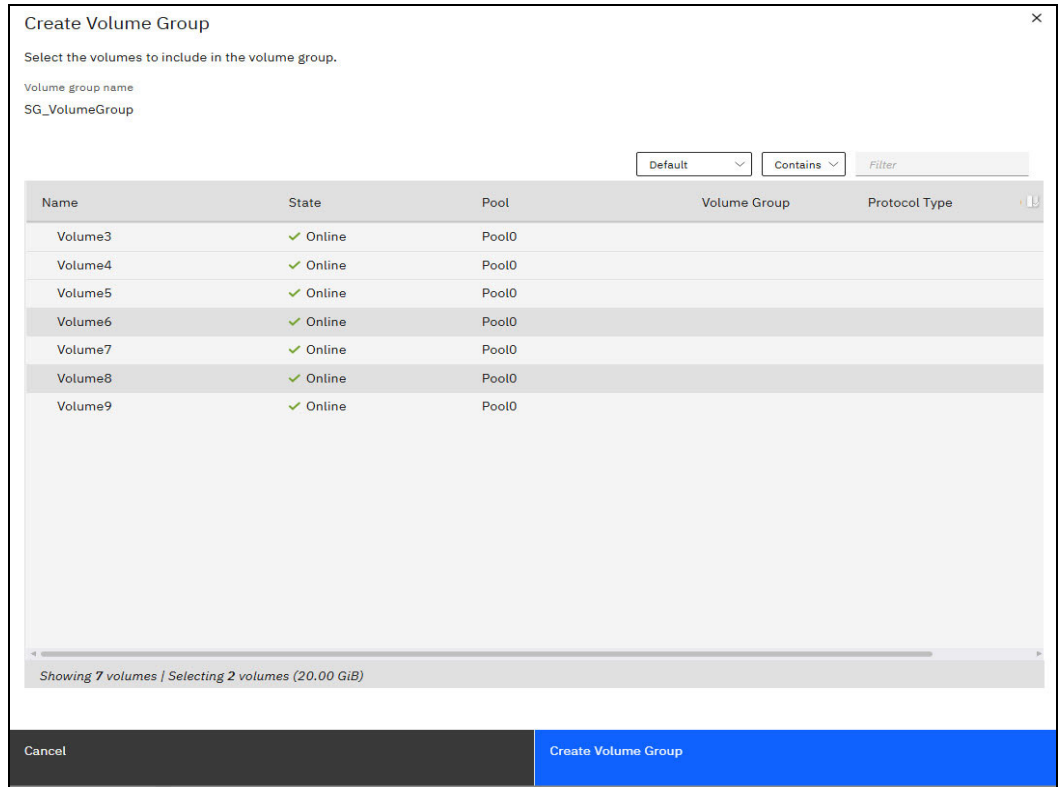 Create Volume Group
Select the volumes to include in the volume group.
Volume group name
SG_VolumeGroup
Default Contains Filter
Name State Pool Volume Group Protocol Type
Volume3 Online Pool0
Volume4 Online Pool0
Volume5 Online Pool0
Volume6 Online Pool0
Volume7 Online Pool0
Volume8 Online Pool0
Volume9 Online Pool0
Showing 7 volumes | Selecting 2 volumes (20.00 GiB)
Cancel Create Volume Group